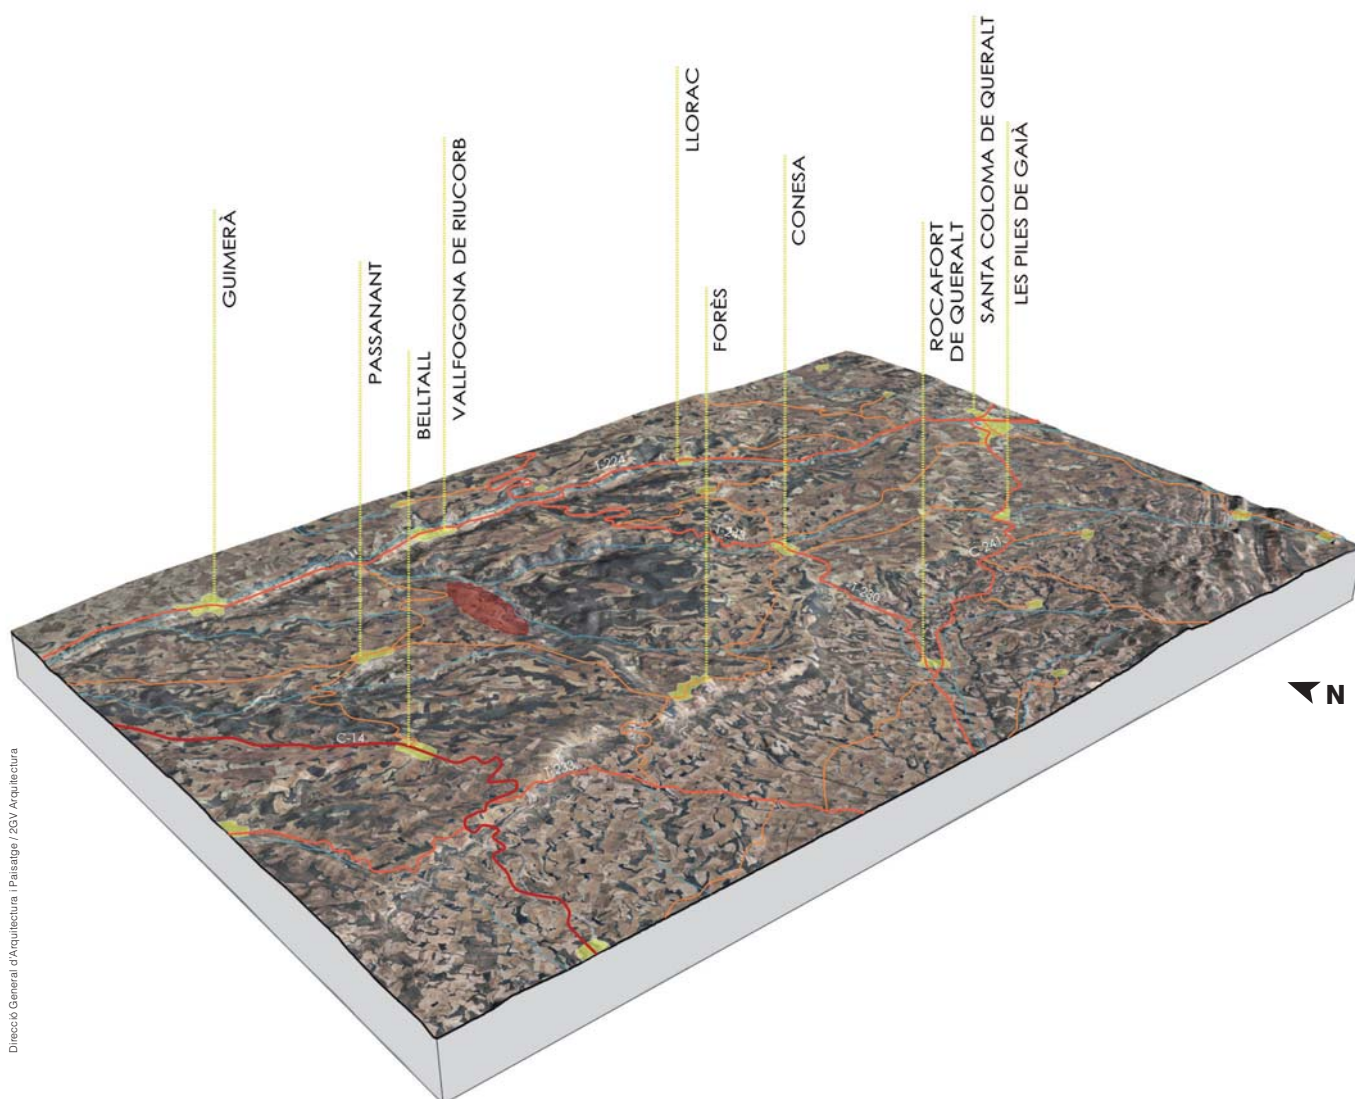 GUIMERÀ
PASSANANT
BELLTALL
VALLFOGONA DE RIUCORB
LLORAC
FORÈS
CONESA
ROCAFORT
DE QUERALT
SANTA COLOMA DE QUERALT
LES PILES DE GAIÀ
T-224
T-243
C-241
C-14
N
Direcció General d'Arquitectura i Paisatge / 2GV Arquitectura